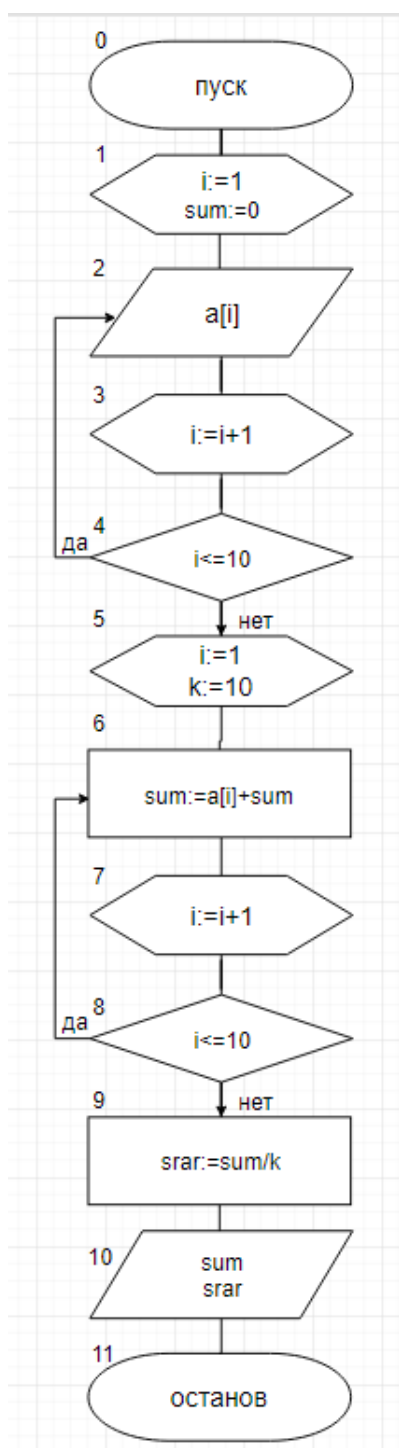 0
пуск
1
i:=1
sum:=0
2
a[i]
3
i:=i+1
4
да
i<=10
нет
5
i:=1
k:=10
6
sum:=a[i]+sum
7
i:=i+1
8
да
i<=10
нет
9
srar:=sum/k
10
sum
srar
11
останов